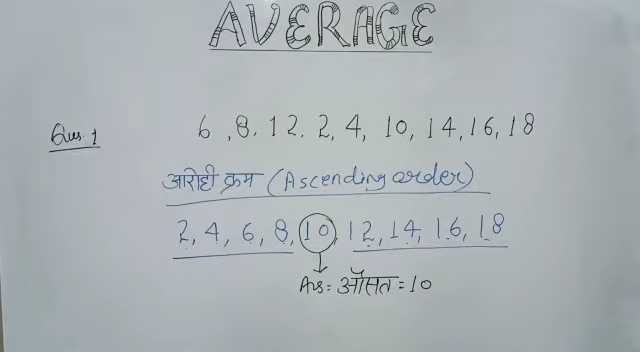 AVERAGE
Ques 1 6, 8, 12, 2, 4, 10, 14, 16, 18
आरोही क्रम (Ascending order)
2, 4, 6, 8, 10, 12, 14, 16, 18
Ans = औसत = 10